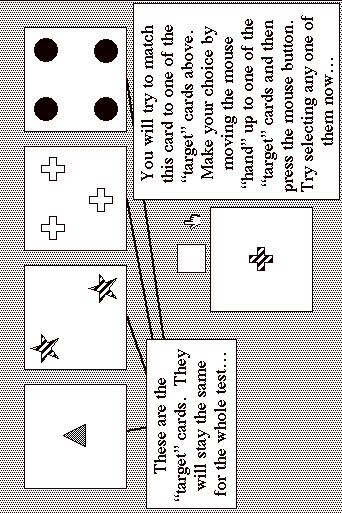 These are the
“target” cards.  They
will stay the same
for the whole test…
You will try to match
this card to one of the
“target” cards above.
Make your choice by
moving the mouse
“hand” up to one of the
“target” cards and then
press the mouse button.
Try selecting any one of
them now…